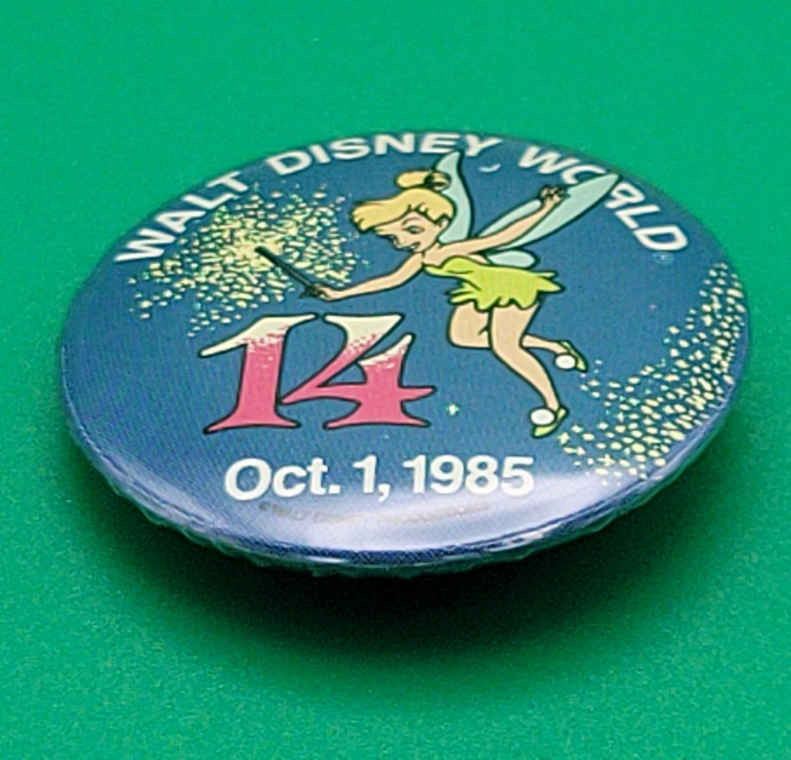 WALT DISNEY WORLD
14
Oct. 1, 1985